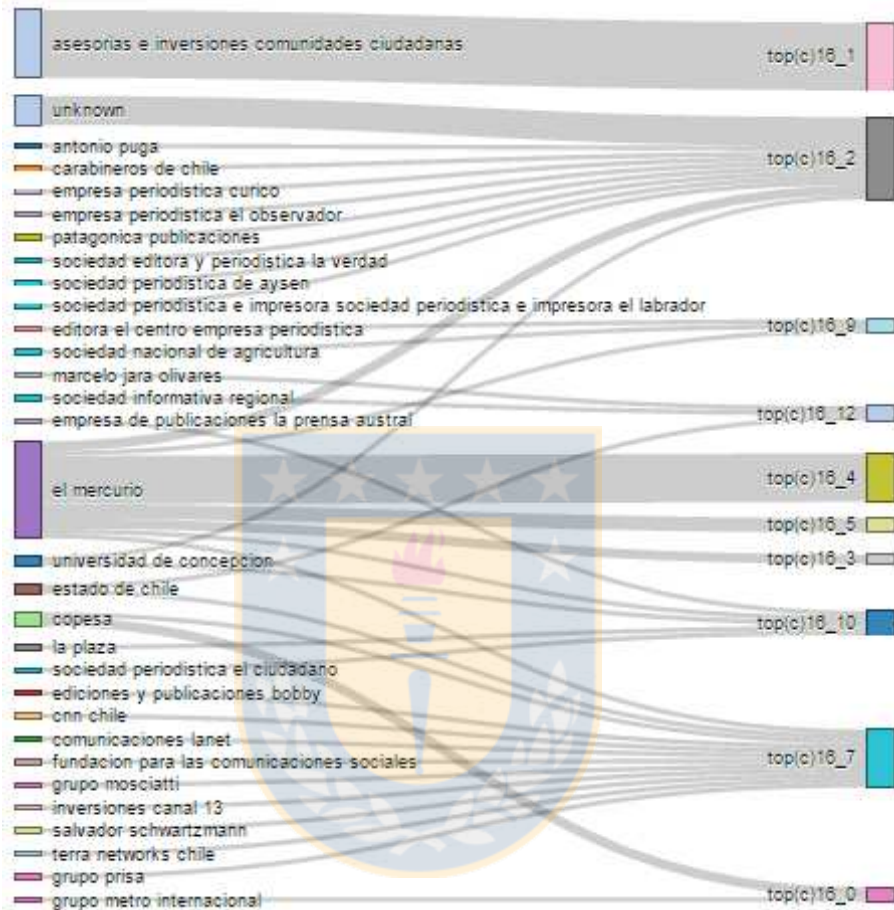 asesorias e inversiones comunidades ciudadanas
top(c)16_1
unknown
antonio puga
top(c)16_2
carabineros de chile
empresa periodistica curico
empresa periodistica el observador
patagonica publicaciones
sociedad editora y periodistica la verdad
sociedad periodistica de aysen
sociedad periodistica e impresora sociedad periodistica e impresora el labrador
editora el centro empresa periodistica
top(c)16_9
sociedad nacional de agricultura
marcelo jara olivares
sociedad informativa regional
top(c)16_12
empresa de publicaciones la prensa austral
top(c)16_4
el mercurio
top(c)16_5
universidad de concepcion
top(c)16_3
estado de chile
copesa
top(c)16_10
la plaza
sociedad periodistica el ciudadano
ediciones y publicaciones bobby
cnn chile
comunicaciones lanet
fundacion para las comunicaciones sociales
top(c)16_7
grupo mosciatti
inversiones canal 13
salvador schwartzmann
terra networks chile
grupo prisa
grupo metro internacional
top(c)16_0